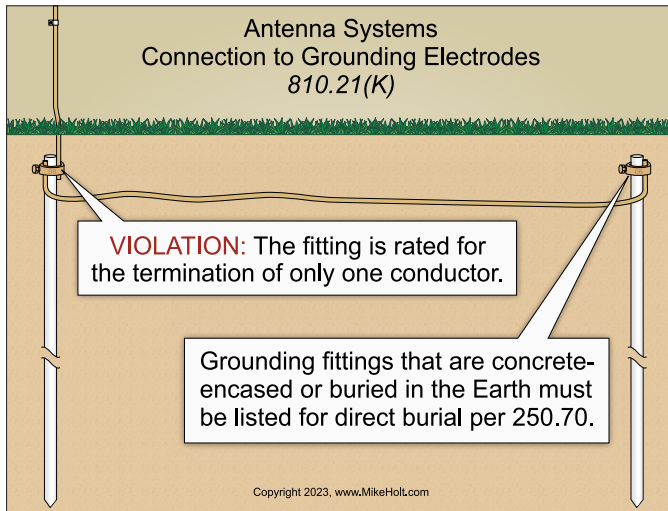 Antenna Systems
Connection to Grounding Electrodes
810.21(K)
VIOLATION: The fitting is rated for
the termination of only one conductor.
Grounding fittings that are concrete-
encased or buried in the Earth must
be listed for direct burial per 250.70.
Copyright 2023, www.MikeHolt.com